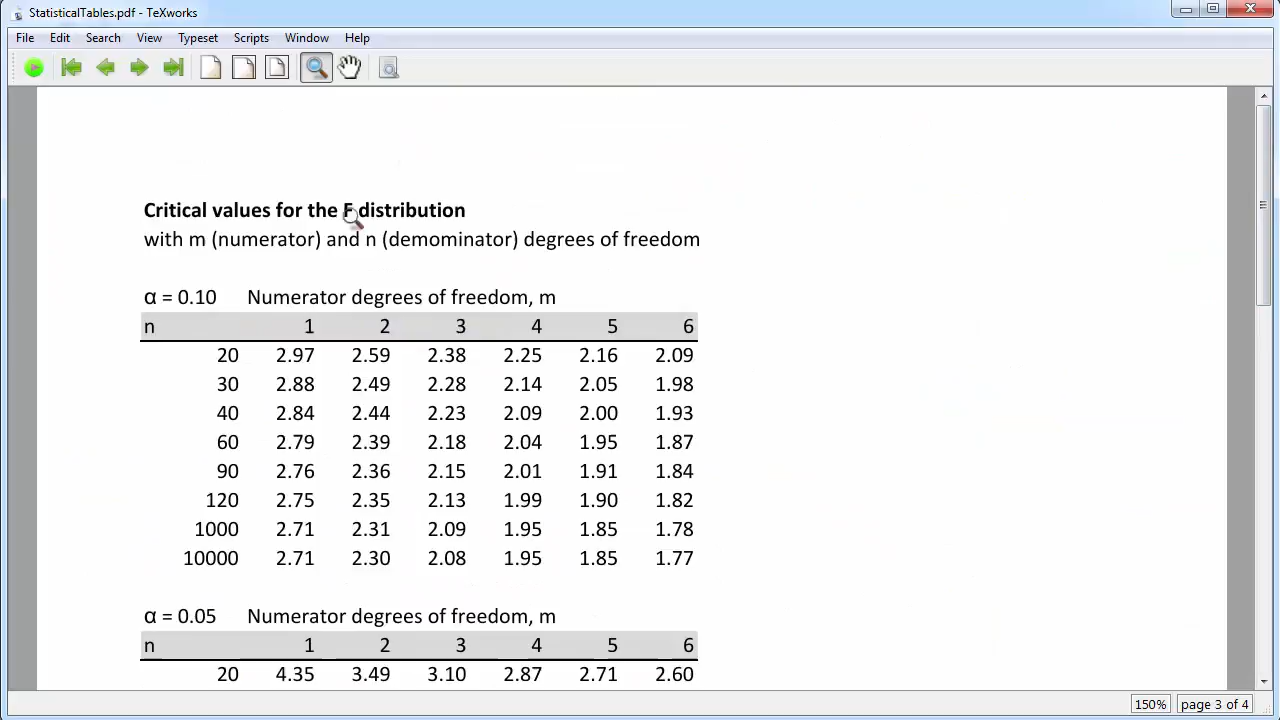 StatisticalTables.pdf - TeXworks
File Edit Search View Typeset Scripts Window Help
Critical values for the F distribution
with m (numerator) and n (demominator) degrees of freedom
α = 0.10 Numerator degrees of freedom, m
n 1 2 3 4 5 6
20 2.97 2.59 2.38 2.25 2.16 2.09
30 2.88 2.49 2.28 2.14 2.05 1.98
40 2.84 2.44 2.23 2.09 2.00 1.93
60 2.79 2.39 2.18 2.04 1.95 1.87
90 2.76 2.36 2.15 2.01 1.91 1.84
120 2.75 2.35 2.13 1.99 1.90 1.82
1000 2.71 2.31 2.09 1.95 1.85 1.78
10000 2.71 2.30 2.08 1.95 1.85 1.77
α = 0.05 Numerator degrees of freedom, m
n 1 2 3 4 5 6
20 4.35 3.49 3.10 2.87 2.71 2.60
150% page 3 of 4